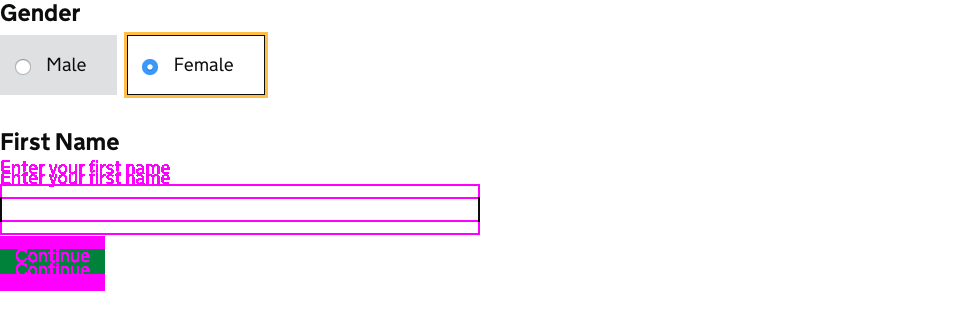 Gender
Male Female
First Name
Enter your first name
Enter your first name
Continue
Continue